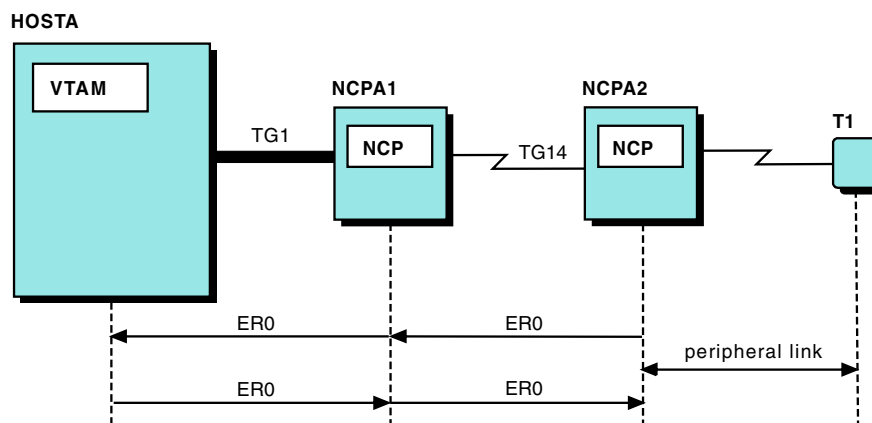 HOSTA
VTAM
NCPA1
NCPA2
T1
TG1
NCP
TG14
NCP
ER0
ER0
peripheral link
ER0
ER0